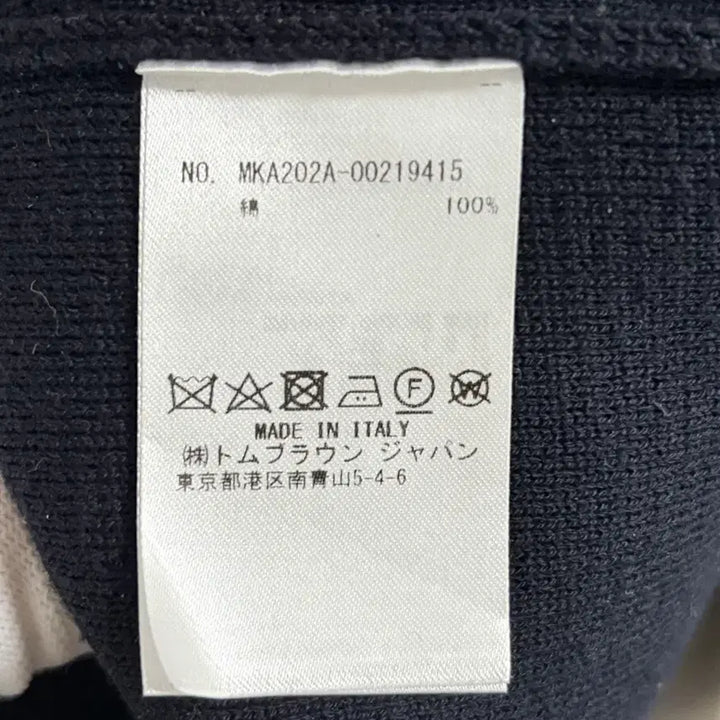 NO. MKA202A-00219415
綿 100%
F W
MADE IN ITALY
㈱トムブラウン ジャパン
東京都港区南青山5-4-6